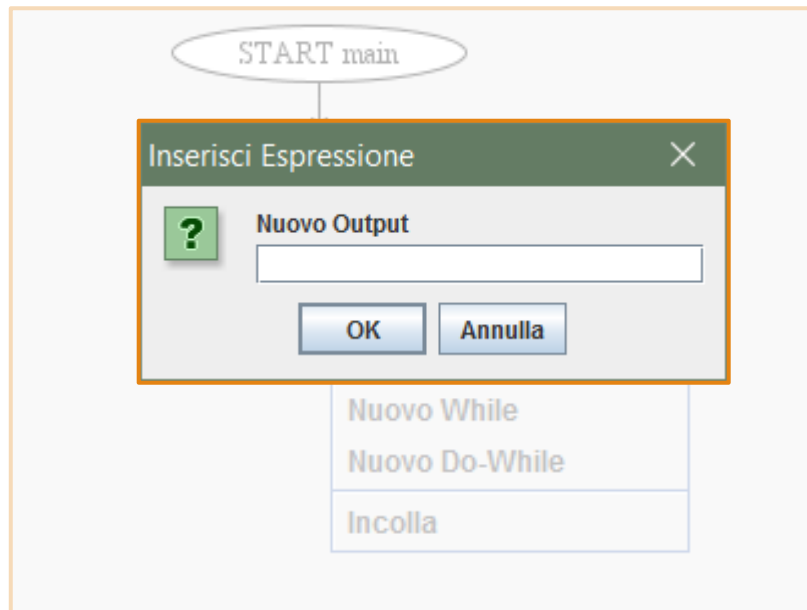 START main
Inserisci Espressione
?
Nuovo Output
OK Annulla
Nuovo While
Nuovo Do-While
Incolla